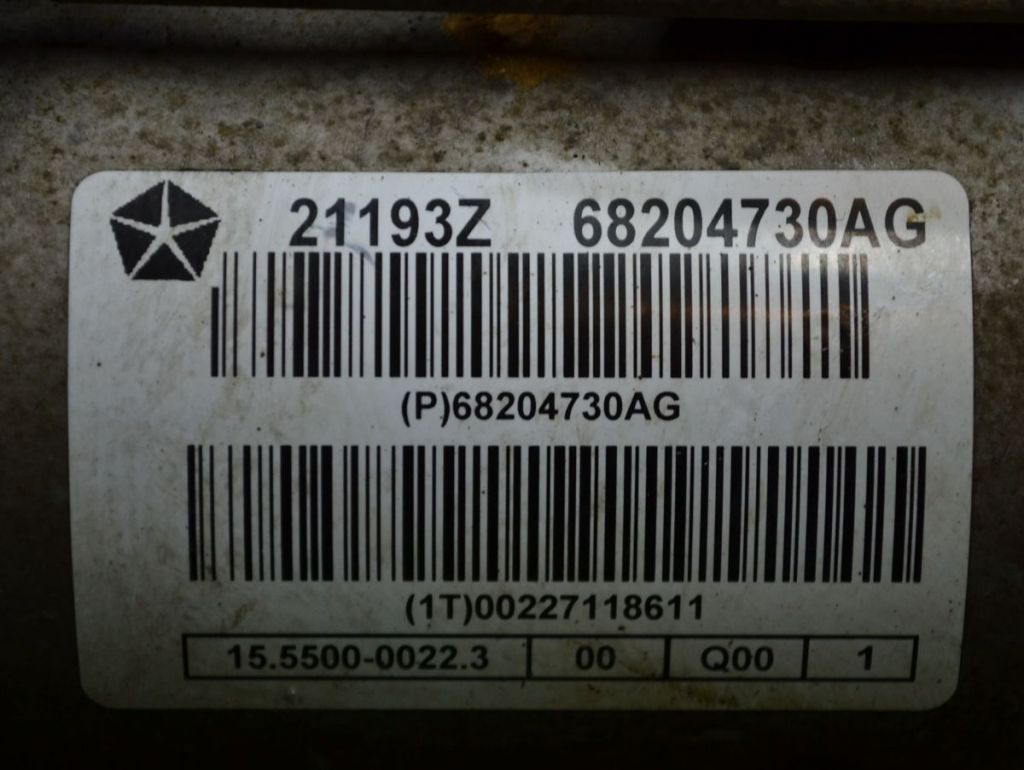 21193Z 68204730AG
(P)68204730AG
(1T)00227118611
15.5500-0022.3 00 Q00 1